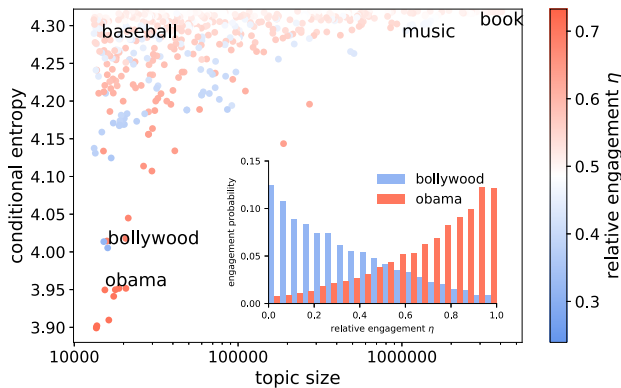 4.30
4.25
4.20
4.15
4.10
4.05
4.00
3.95
3.90
conditional entropy
10000
100000
1000000
topic size
baseball
music
book
bollywood
obama
0.15
0.10
0.05
0.00
engagement probability
0.0
0.2
0.4
0.6
0.8
1.0
relative engagement η
bollywood
obama
0.7
0.6
0.5
0.4
0.3
relative engagement η